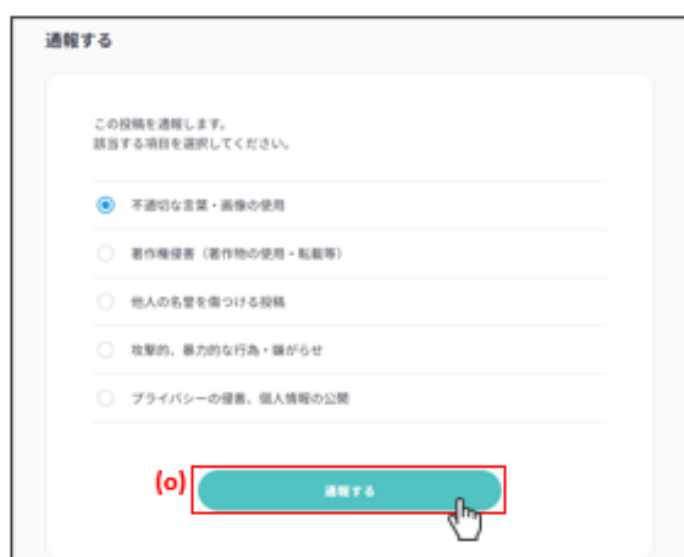 通報する
この投稿を通報します。
該当する項目を選択してください。
不適切な言葉・画像の使用
著作権侵害（著作物の使用・転載等）
他人の名誉を傷つける投稿
攻撃的、暴力的な行為・嫌がらせ
プライバシーの侵害、個人情報の公開
(o) 通報する